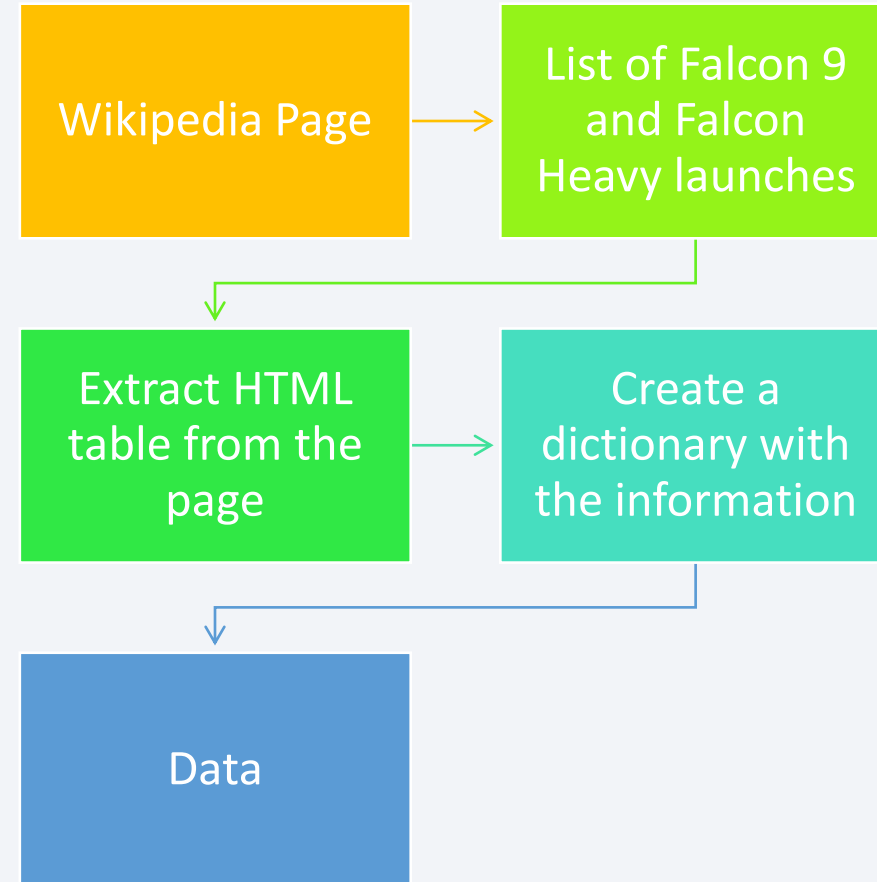 Wikipedia Page
List of Falcon 9
and Falcon
Heavy launches
Extract HTML
table from the
page
Create a
dictionary with
the information
Data